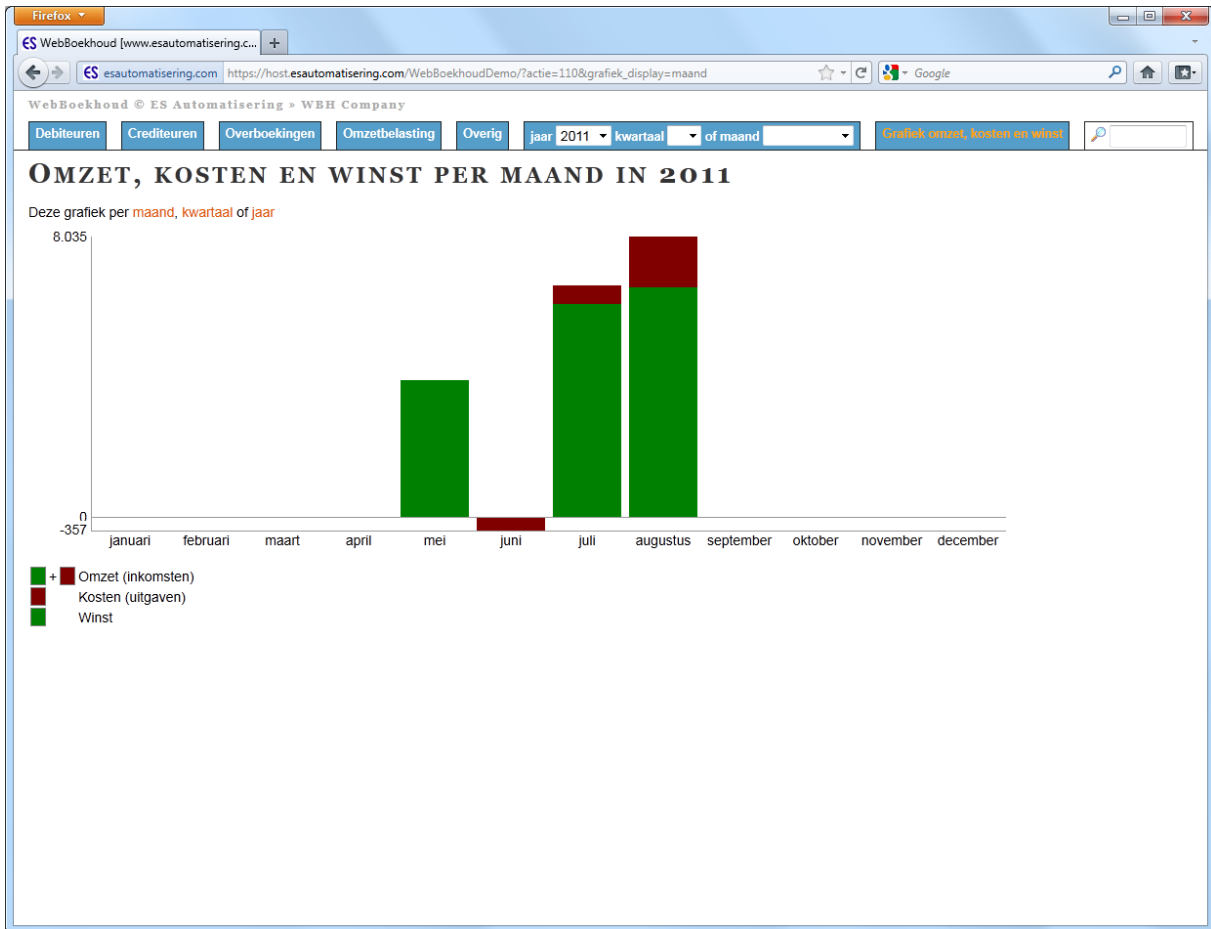 Firefox
ES WebBoekhoud [www.esautomatisering.c... +
ES esautomatisering.com https://host.esautomatisering.com/WebBoekhoudDemo/?actie=110&grafiek_display=maand Google
WebBoekhoud © ES Automatisering » WBH Company
Debiteuren Crediteuren Overboekingen Omzetbelasting Overig jaar 2011 kwartaal of maand Grafiek omzet, kosten en winst
Omzet, kosten en winst per maand in 2011
Deze grafiek per maand, kwartaal of jaar
8.035
0
-357
januari februari maart april mei juni juli augustus september oktober november december
+ Omzet (inkomsten)
Kosten (uitgaven)
Winst